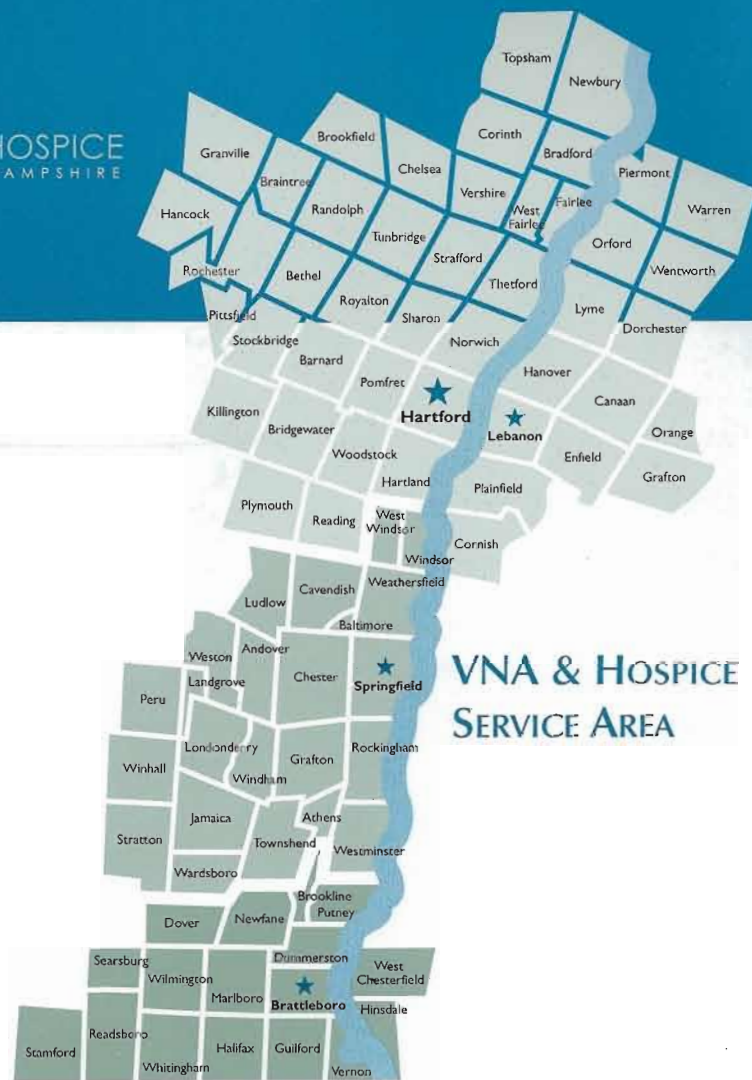 HOSPICE
AMPSHIRE
Topsham
Newbury
Brookfield
Corinth
Granville
Chelsea
Bradford
Piermont
Braintree
Vershire
West
Fairlee
Fairlee
Warren
Hancock
Randolph
Tunbridge
Orford
Strafford
Rochester
Bethel
Thetford
Wentworth
Royalton
Lyme
Pittsfield
Sharon
Dorchester
Stockbridge
Norwich
Barnard
Hanover
Pomfret
Canaan
Killington
Hartford
Bridgewater
Lebanon
Orange
Woodstock
Enfield
Hartland
Grafton
Plainfield
Plymouth
Reading
West
Windsor
Cornish
Windsor
Weathersfield
Cavendish
Ludlow
Baltimore
Andover
Weston
VNA & HOSPICE
SERVICE AREA
Landgrove
Chester
Springfield
Peru
Londonderry
Rockingham
Grafton
Winhall
Windham
Jamaica
Athens
Stratton
Townshend
Westminster
Wardsboro
Brookline
Putney
Dover
Newfane
Dummerston
Searsburg
West
Chesterfield
Wilmington
Marlboro
Brattleboro
Hinsdale
Readsboro
Stamford
Halifax
Guilford
Whitingham
Vernon